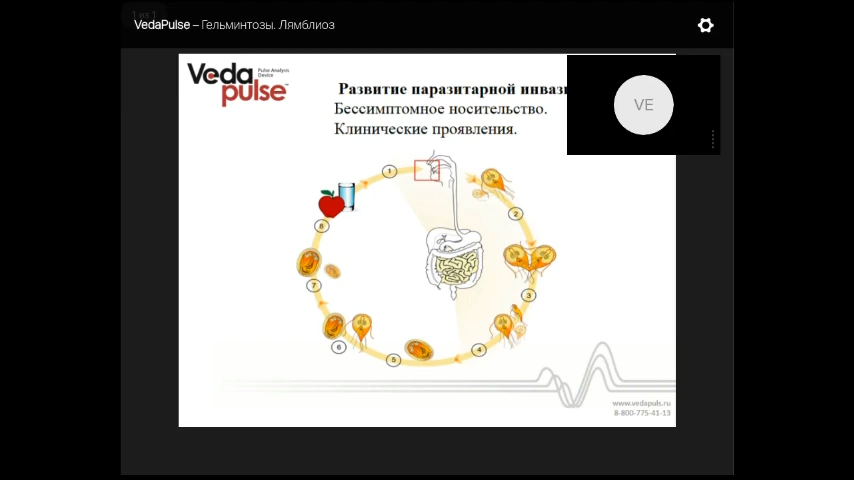 VedaPulse – Гельминтозы. Лямблиоз
Veda
pulse
Pulse Analysis
Device
VE
Развитие паразитарной инваз
Бессимптомное носительство.
Клинические проявления.
1
2
3
4
5
6
7
8
www.vedapuls.ru
8-800-775-41-13